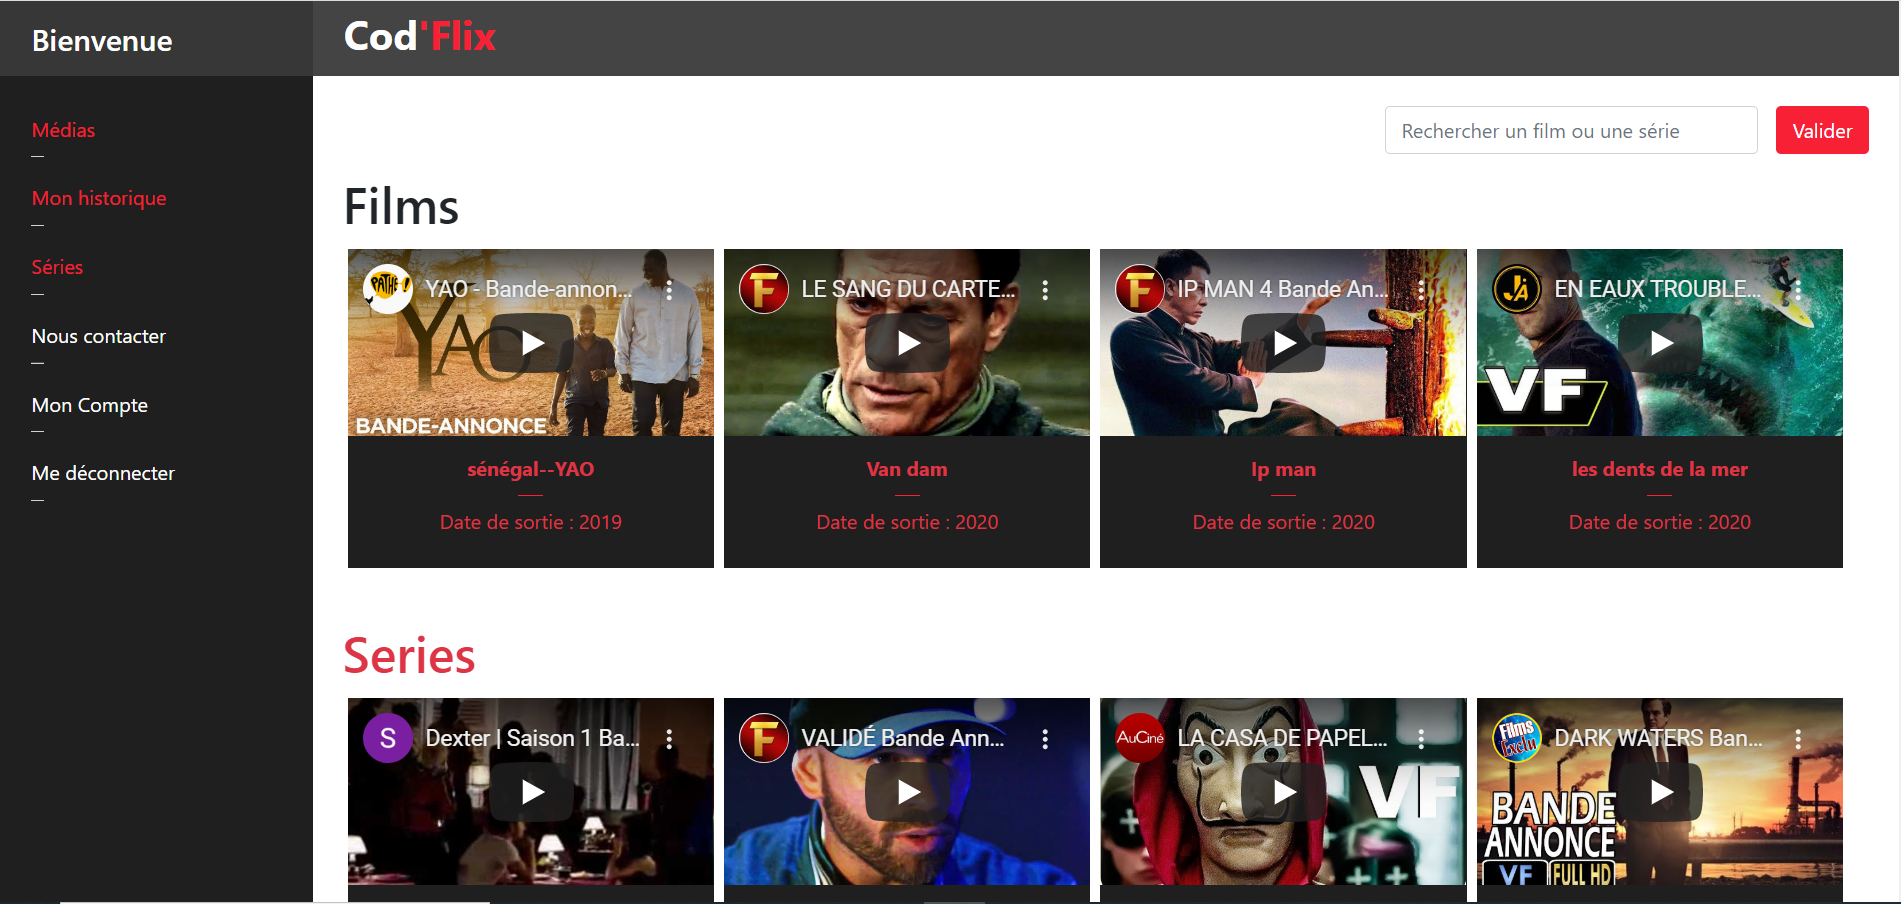 Bienvenue
Cod'Flix
Médias
Mon historique
Séries
Nous contacter
Mon Compte
Me déconnecter
Rechercher un film ou une série
Valider
Films
PATHE!
YAO - Bande-annon...
YAO
BANDE-ANNONCE
F
LE SANG DU CARTE...
F
IP MAN 4 Bande An...
JA
EN EAUX TROUBLE...
VF
sénégal--YAO
Date de sortie : 2019
Van dam
Date de sortie : 2020
Ip man
Date de sortie : 2020
les dents de la mer
Date de sortie : 2020
Series
S
Dexter | Saison 1 Ba...
F
VALIDÉ Bande Ann...
AuCiné
LA CASA DE PAPEL...
VF
Films
Exclu
DARK WATERS Ban...
BANDE
ANNONCE
VF FULL HD